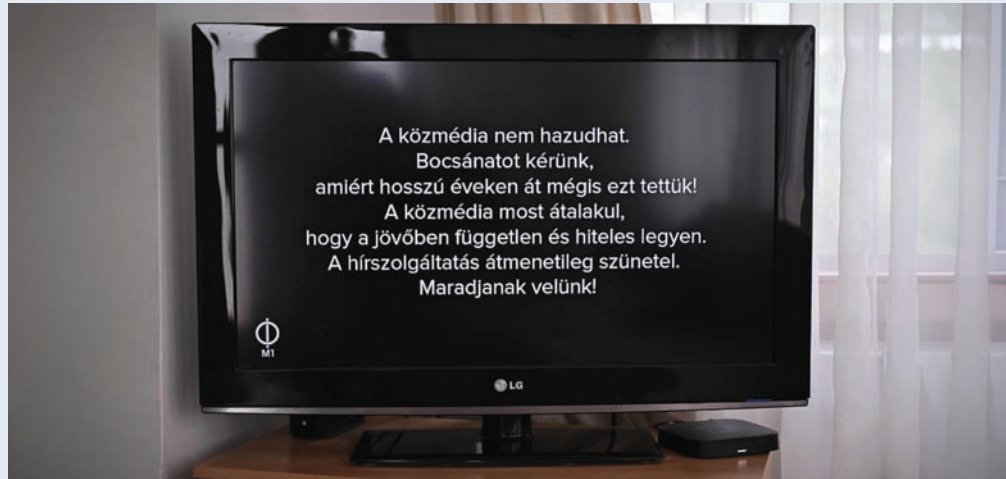 A közmédia nem hazudhat.
Bocsánatot kérünk,
amiért hosszú éveken át mégis ezt tettük!
A közmédia most átalakul,
hogy a jövőben független és hiteles legyen.
A hírszolgáltatás átmenetileg szünetel.
Maradjanak velünk!
M1
LG